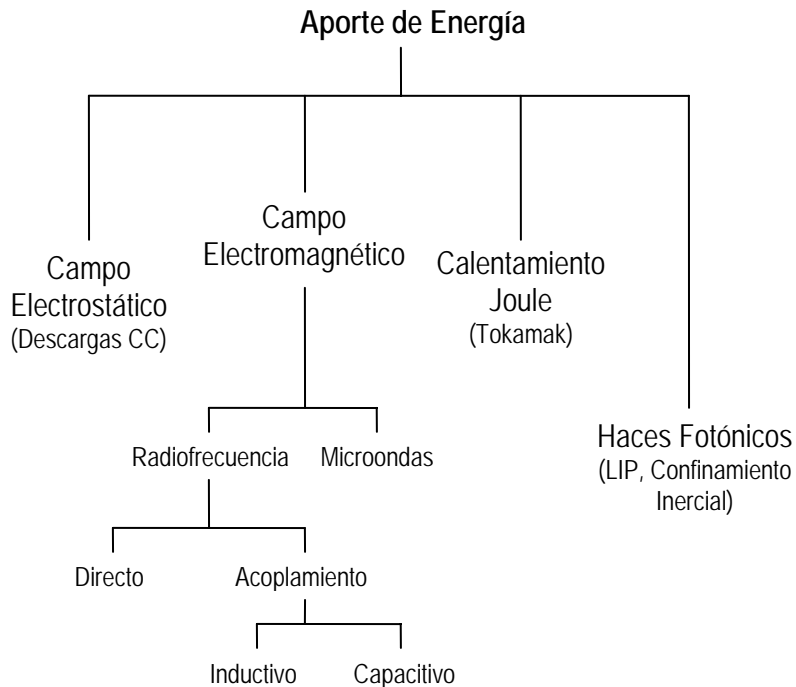 Aporte de Energía
Campo
Electrostático
(Descargas CC)
Campo
Electromagnético
Calentamiento
Joule
(Tokamak)
Haces Fotónicos
(LIP, Confinamiento
Inercial)
Radiofrecuencia
Microondas
Directo
Acoplamiento
Inductivo
Capacitivo